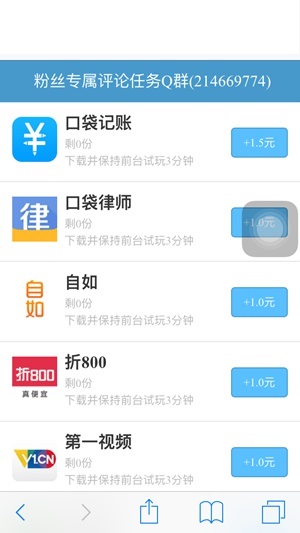 粉丝专属评论任务Q群(214669774)
口袋记账
剩0份
下载并保持前台试玩3分钟
+1.5元
律
口袋律师
剩0份
下载并保持前台试玩3分钟
+1.0元
自如
自如
剩0份
下载并保持前台试玩3分钟
+1.0元
折800
真便宜
折800
剩0份
下载并保持前台试玩3分钟
+1.0元
V1.CN
第一视频
剩0份
下载并保持前台试玩3分钟
+1.0元